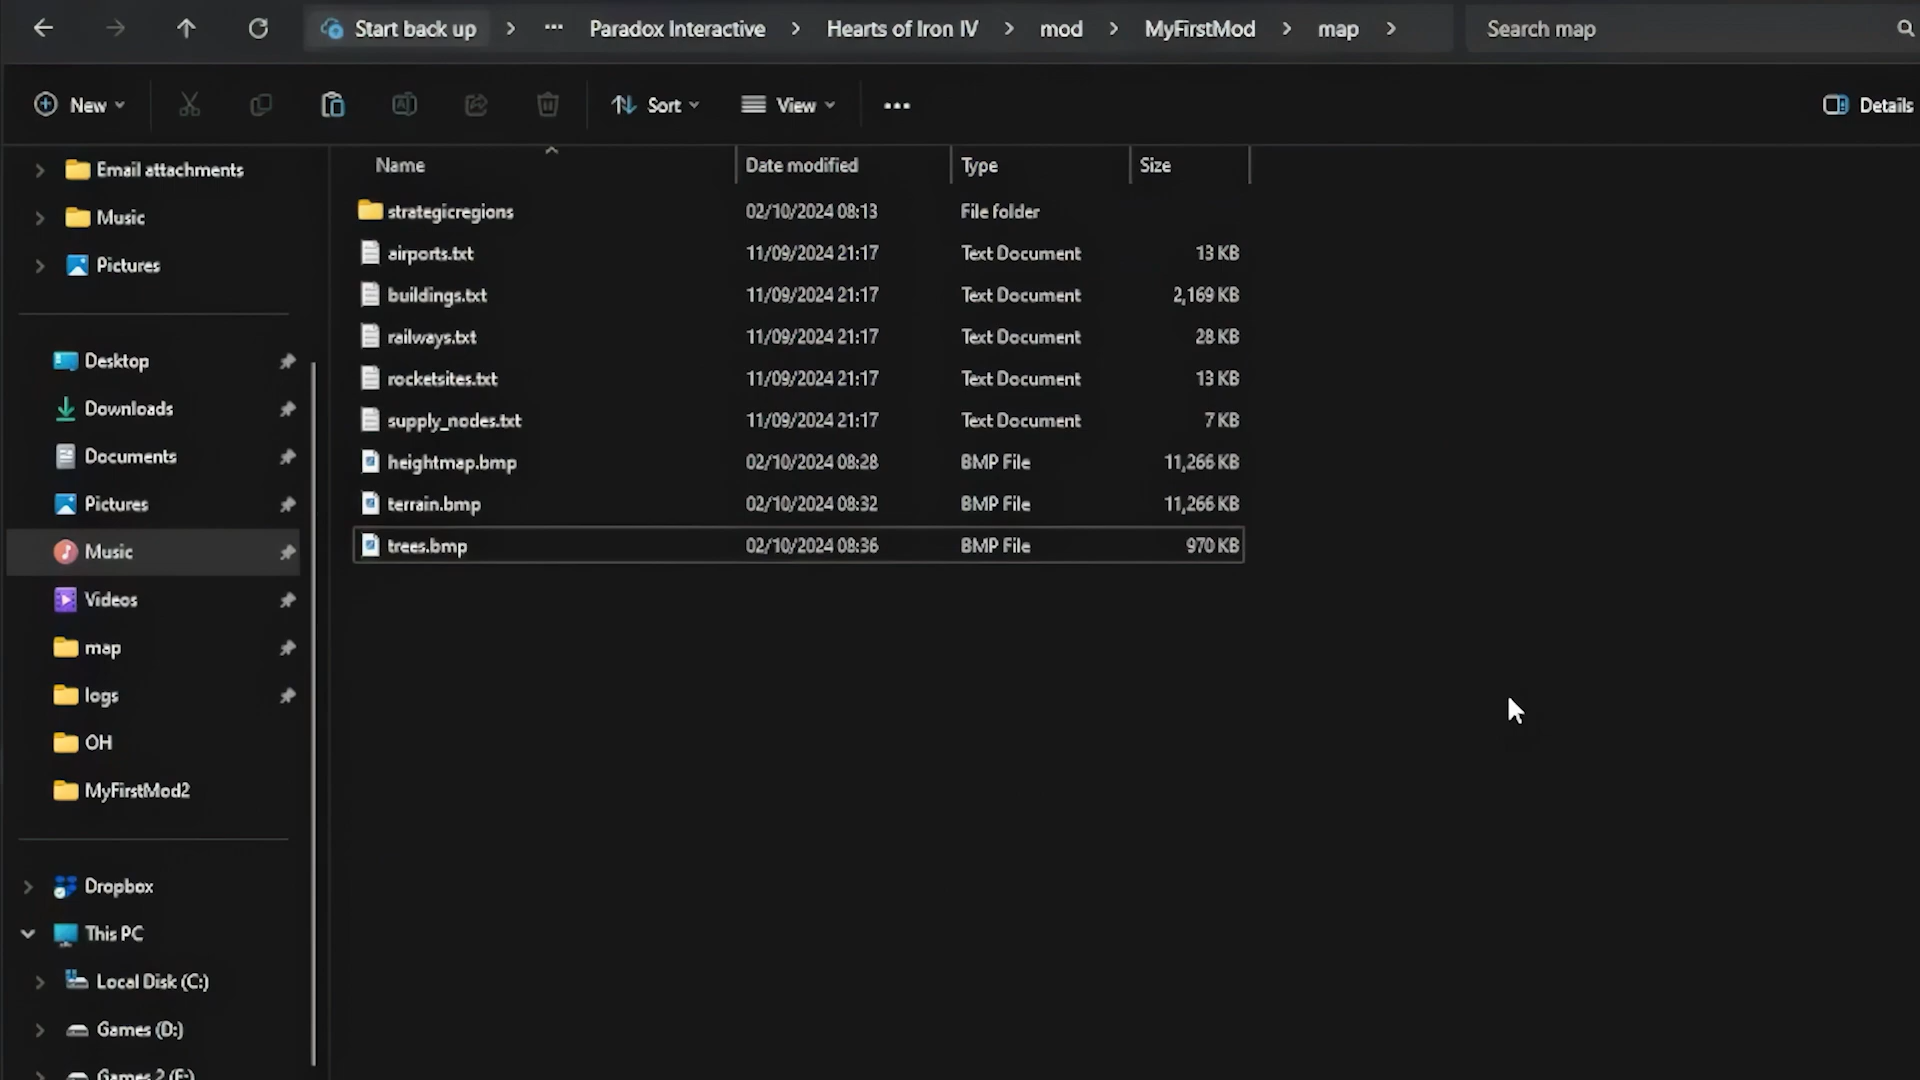 Start back up > ... Paradox Interactive > Hearts of Iron IV > mod > MyFirstMod > map > Search map
New Sort View ... Details
Email attachments
Music
Pictures
Desktop
Downloads
Documents
Pictures
Music
Videos
map
logs
OH
MyFirstMod2
Dropbox
This PC
Local Disk (C:)
Games (D:)
Games 2 (F:)
Name Date modified Type Size
strategicregions 02/10/2024 08:13 File folder
airports.txt 11/09/2024 21:17 Text Document 13 KB
buildings.txt 11/09/2024 21:17 Text Document 2,169 KB
railways.txt 11/09/2024 21:17 Text Document 28 KB
rocketsites.txt 11/09/2024 21:17 Text Document 13 KB
supply_nodes.txt 11/09/2024 21:17 Text Document 7 KB
heightmap.bmp 02/10/2024 08:28 BMP File 11,266 KB
terrain.bmp 02/10/2024 08:32 BMP File 11,266 KB
trees.bmp 02/10/2024 08:36 BMP File 970 KB